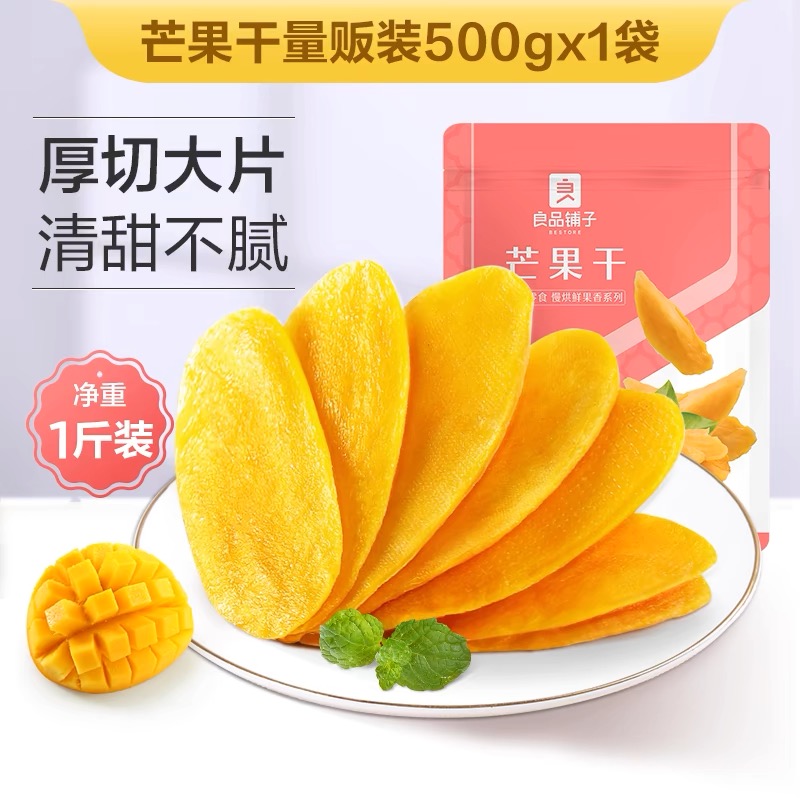 芒果干量贩装500gx1袋
厚切大片
清甜不腻
净重
1斤装
良品铺子
BESTORE
芒果干
食 慢烘鲜果香系列